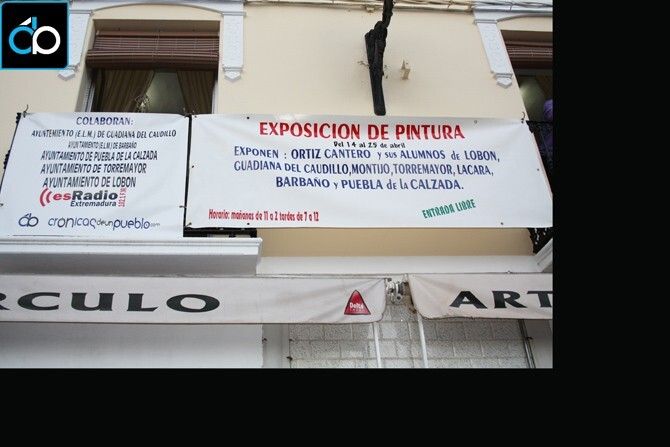 COLABORAN:
AYUNTEMIENTO (E.L.M.) DE GUADIANA DEL CAUDILLO
AYUNTAMIENTO (E.L.M) DE BARBAÑO
AYUNTAMIENTO DE PUEBLA DE LA CALZADA
AYUNTAMIENTO DE TORREMAYOR
AYUNTAMIENTO DE LOBON
esRadio
Extremadura
cronicasdeunpueblo.com
EXPOSICION DE PINTURA
Del 14 al 25 de abril
EXPONEN : ORTIZ CANTERO y sus ALUMNOS de LOBON,
GUADIANA DEL CAUDILLO, MONTIJO, TORREMAYOR, LACARA,
BARBAÑO y PUEBLA de la CALZADA.
Horario: mañanas de 11 a 2 tardes de 7 a 12
ENTRADA LIBRE
RCULO
Delta
ART